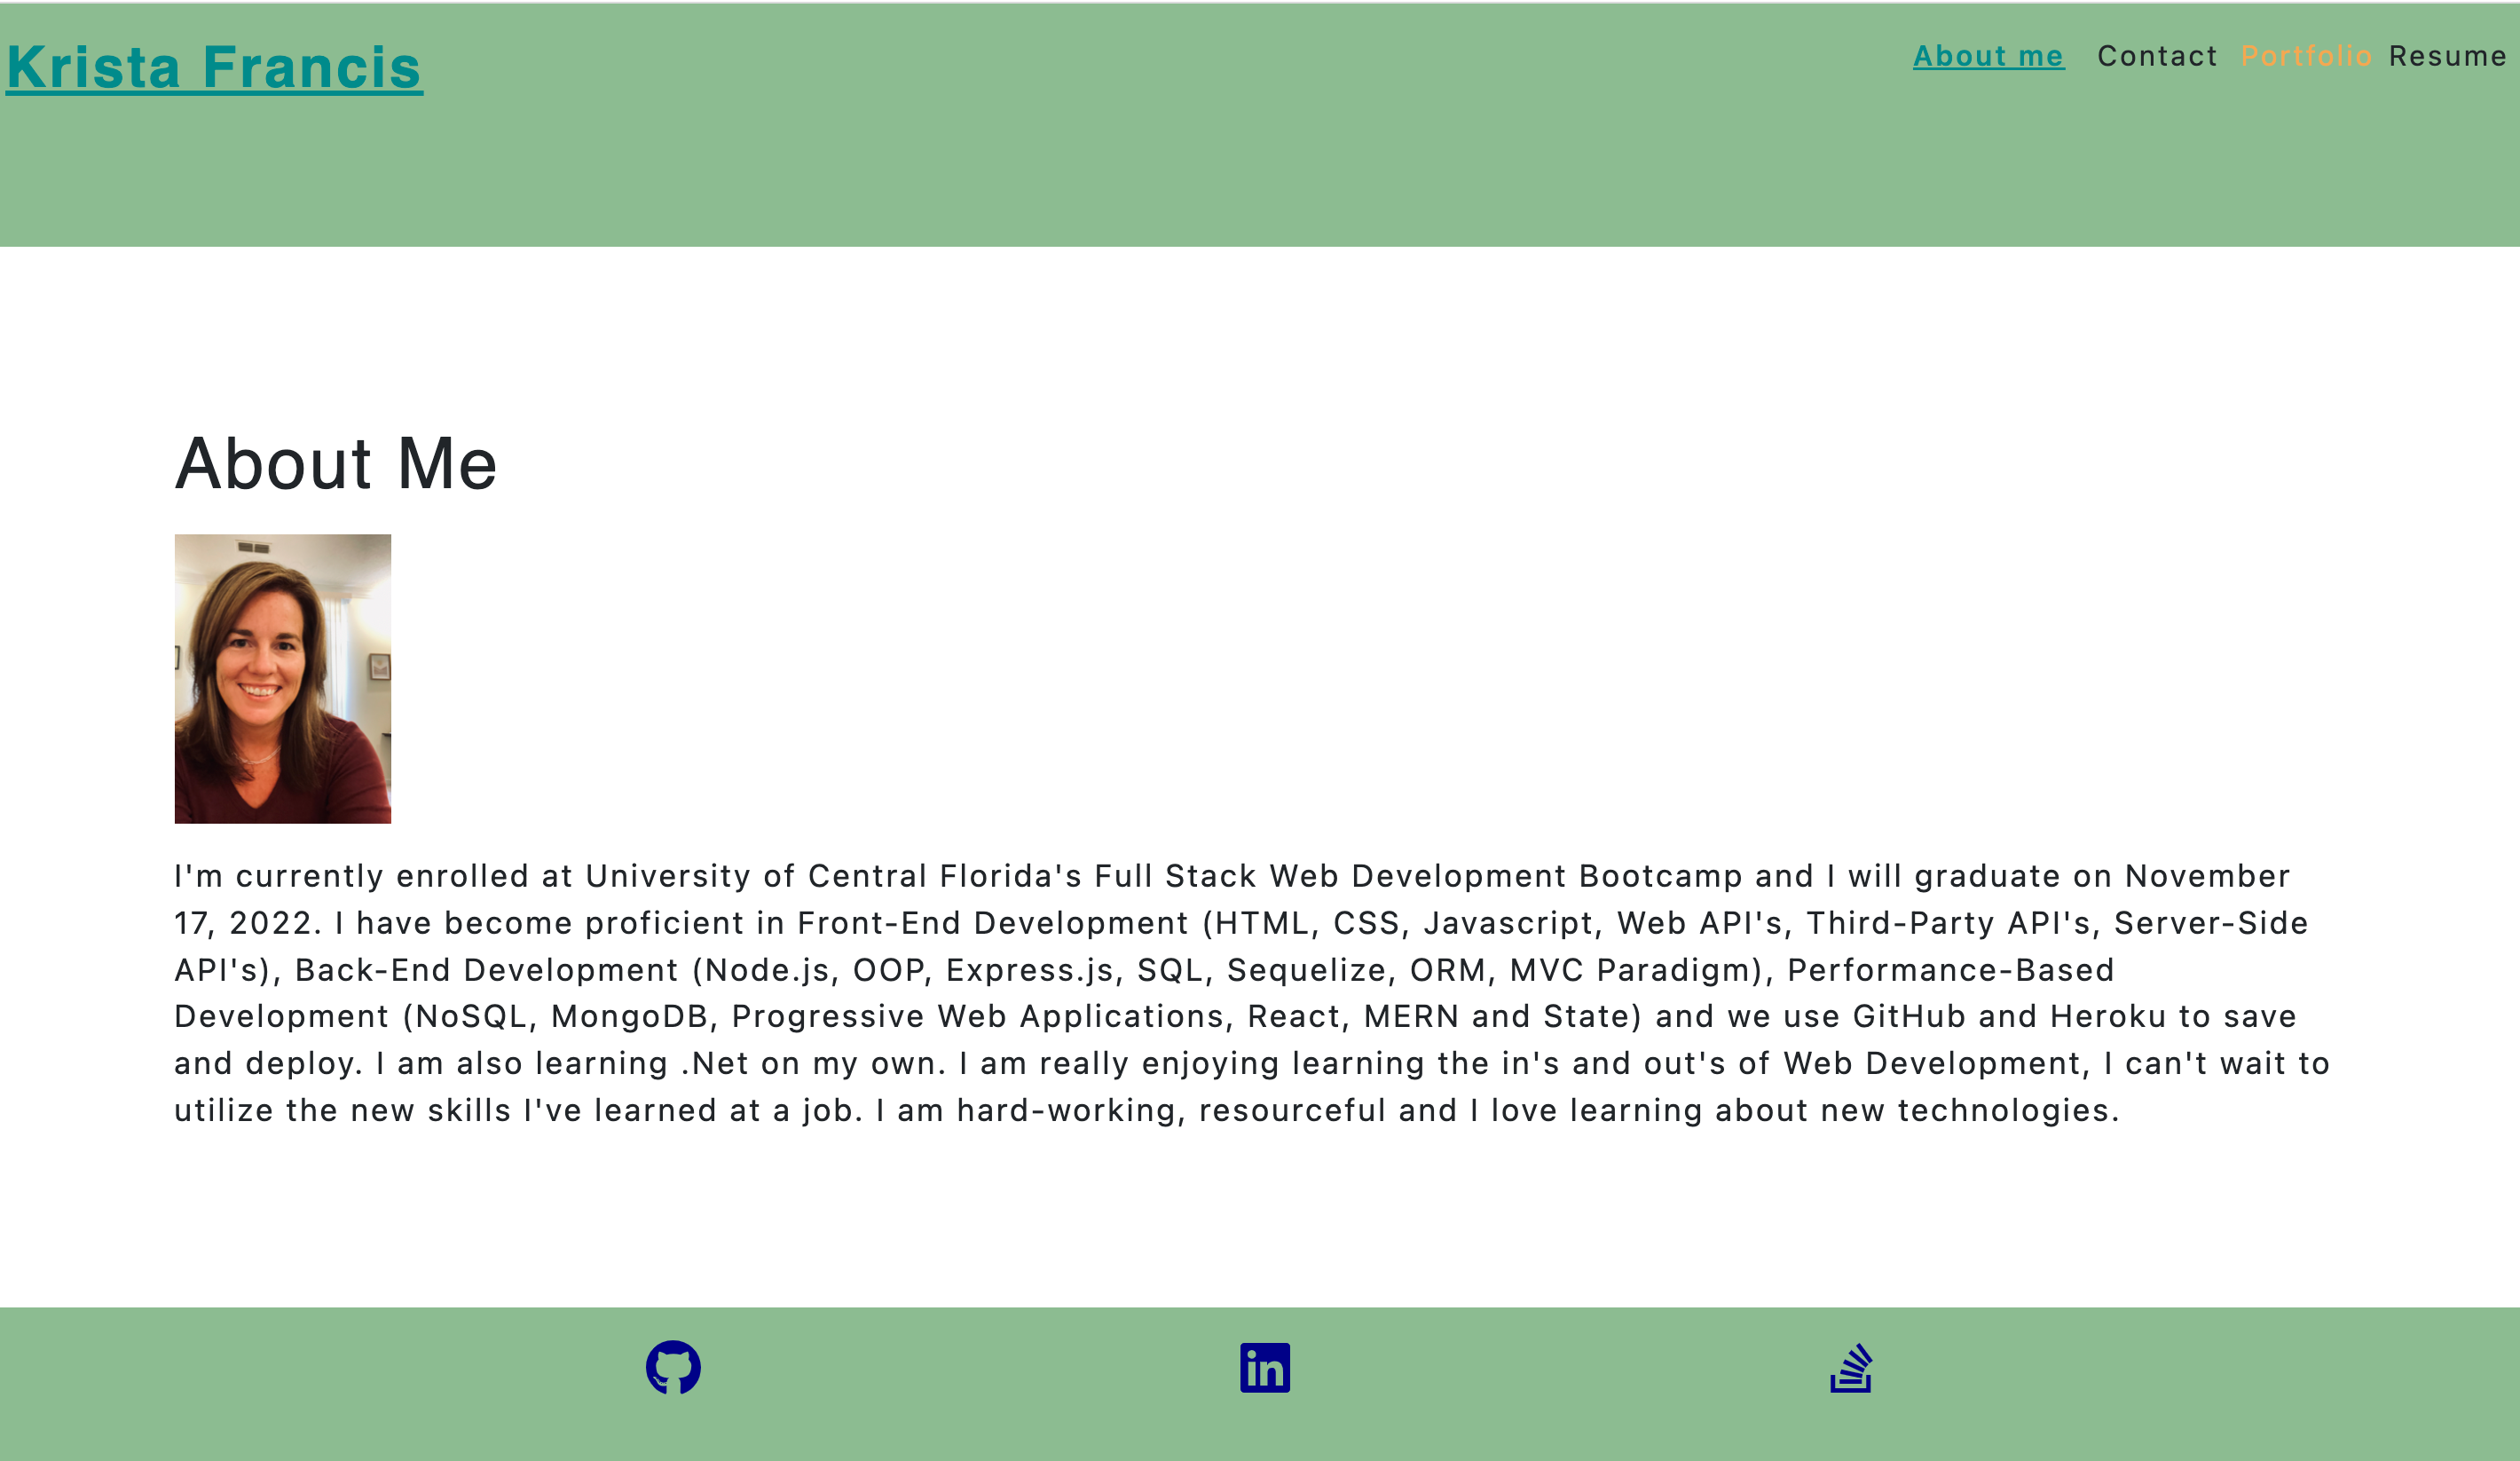 Krista Francis
About me Contact Portfolio Resume
About Me
I'm currently enrolled at University of Central Florida's Full Stack Web Development Bootcamp and I will graduate on November
17, 2022. I have become proficient in Front-End Development (HTML, CSS, Javascript, Web API's, Third-Party API's, Server-Side
API's), Back-End Development (Node.js, OOP, Express.js, SQL, Sequelize, ORM, MVC Paradigm), Performance-Based
Development (NoSQL, MongoDB, Progressive Web Applications, React, MERN and State) and we use GitHub and Heroku to save
and deploy. I am also learning .Net on my own. I am really enjoying learning the in's and out's of Web Development, I can't wait to
utilize the new skills I've learned at a job. I am hard-working, resourceful and I love learning about new technologies.
in